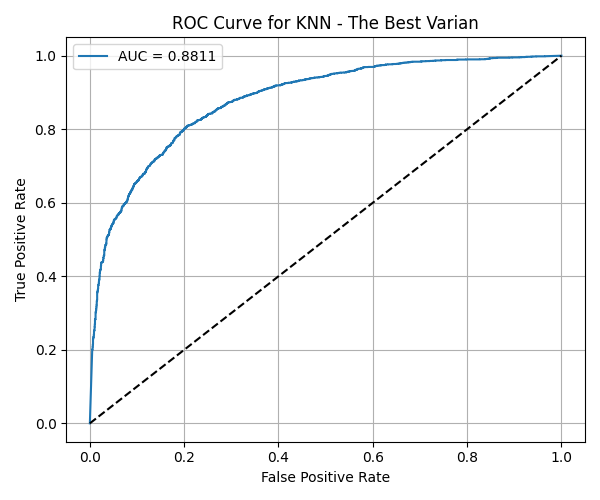 ROC Curve for KNN - The Best Varian
AUC = 0.8811
True Positive Rate
1.0
0.8
0.6
0.4
0.2
0.0
0.0 0.2 0.4 0.6 0.8 1.0
False Positive Rate